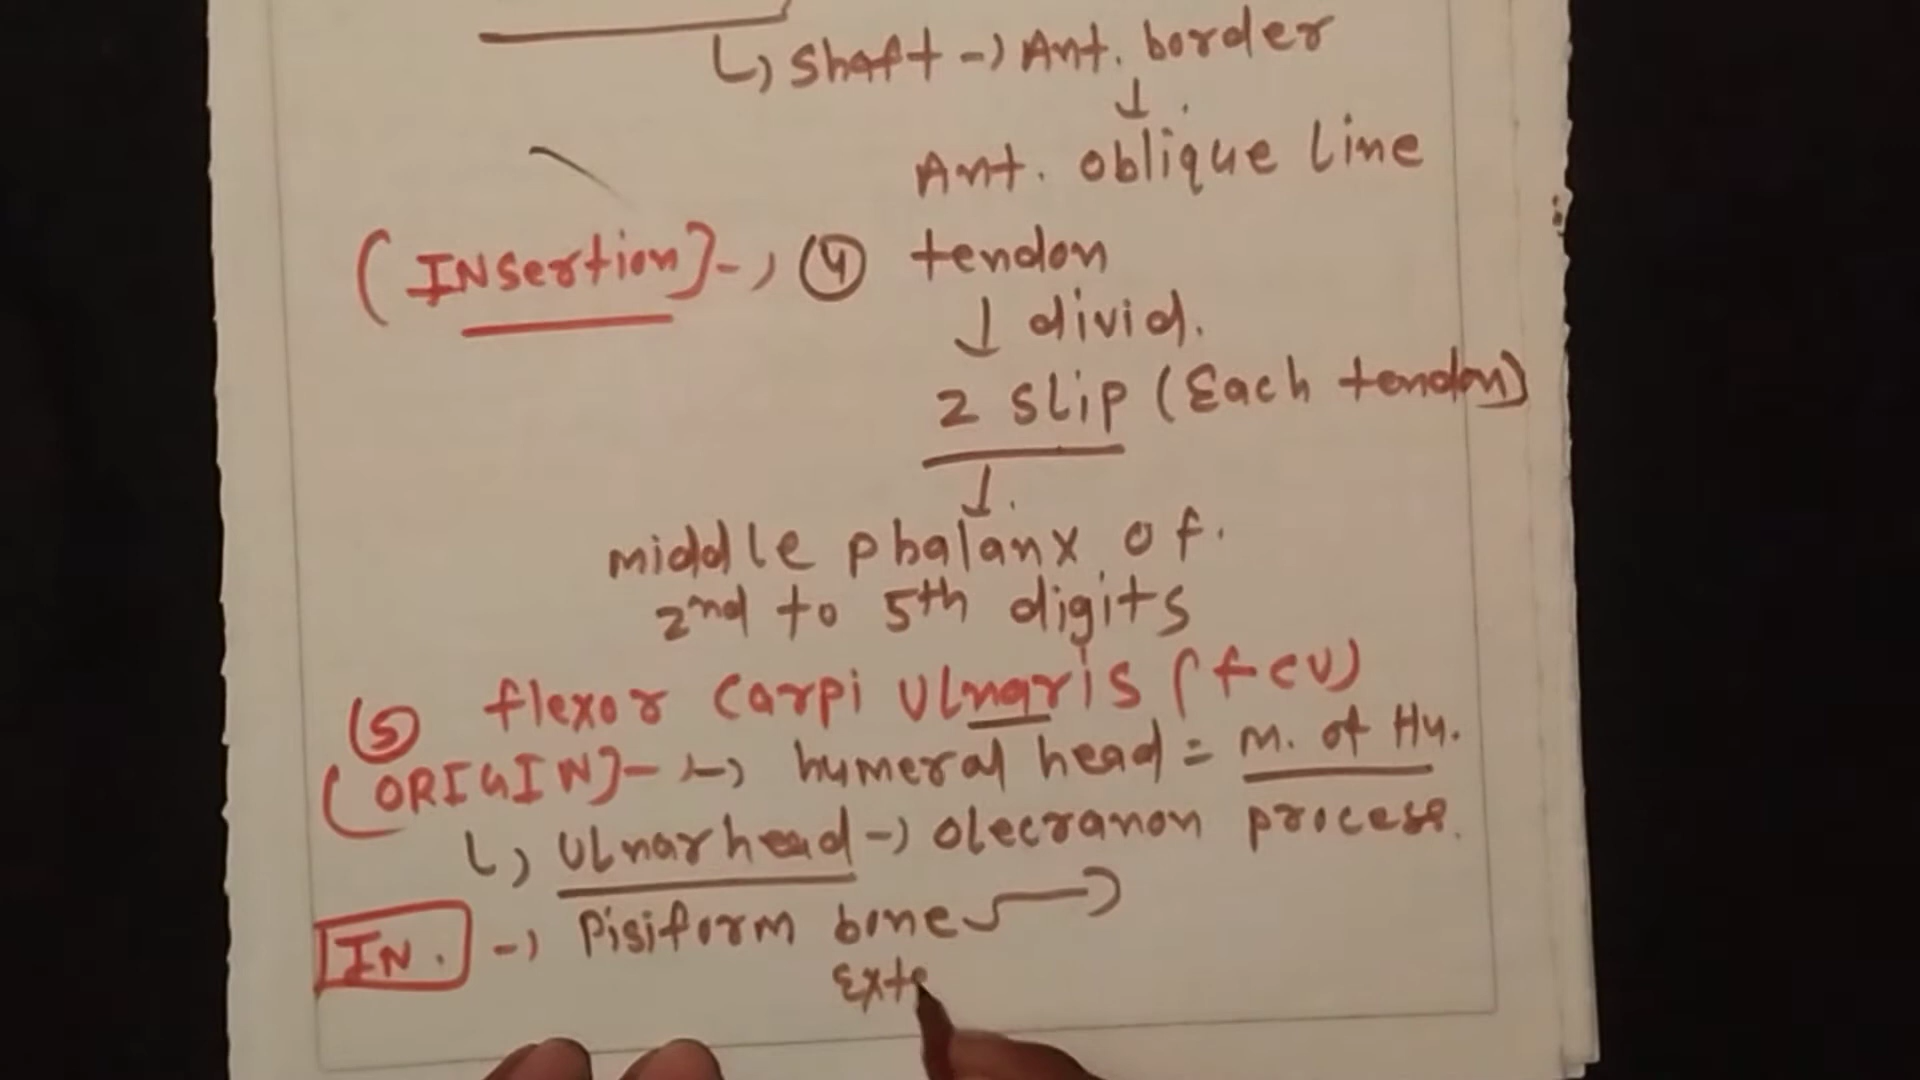 ↳ shaft → Ant. border
↓
Ant. oblique line
(Insertion] → ④ tendon
↓ divid.
2 slip (Each tendon)
↓
middle phalanx of.
2nd to 5th digits
⑤ flexor carpi ulnaris (fcu)
(ORIGIN] → humeral head = m. of Hu.
↳ ulnar head → olecranon process.
IN. → Pisiform bone →
Exte